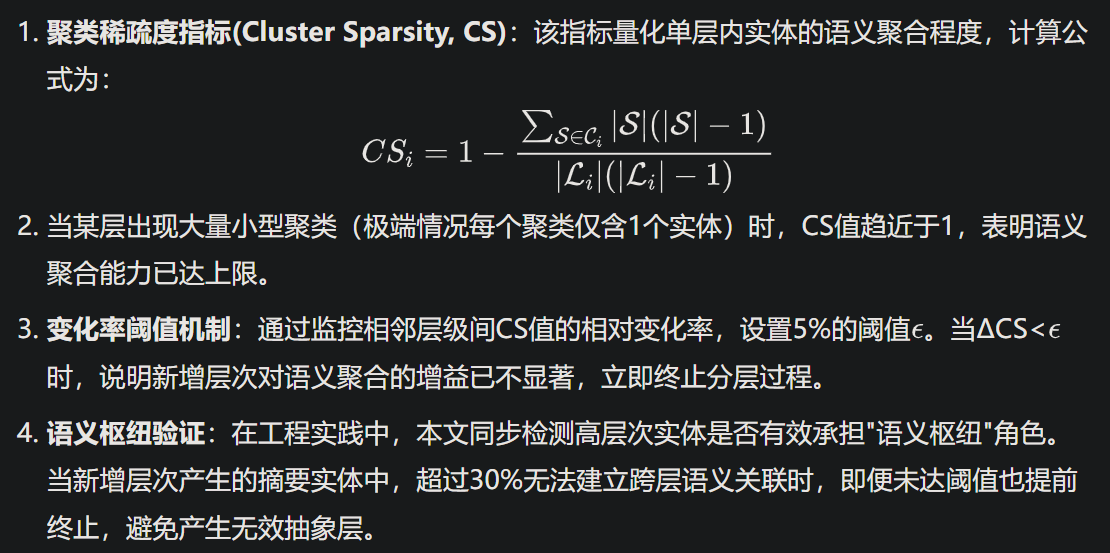 1. 聚类稀疏度指标(Cluster Sparsity, CS)：该指标量化单层内实体的语义聚合程度，计算公
式为：
$CS_i = 1 - \frac{\sum_{\mathcal{S} \in \mathcal{C}_i} |\mathcal{S}|(|\mathcal{S}| - 1)}{|\mathcal{L}_i|(|\mathcal{L}_i| - 1)}$
2. 当某层出现大量小型聚类（极端情况每个聚类仅含1个实体）时，CS值趋近于1，表明语义
聚合能力已达上限。
3. 变化率阈值机制：通过监控相邻层级间CS值的相对变化率，设置5%的阈值ϵ。当ΔCS<ϵ
时，说明新增层次对语义聚合的增益已不显著，立即终止分层过程。
4. 语义枢纽验证：在工程实践中，本文同步检测高层次实体是否有效承担"语义枢纽"角色。
当新增层次产生的摘要实体中，超过30%无法建立跨层语义关联时，即便未达阈值也提前
终止，避免产生无效抽象层。